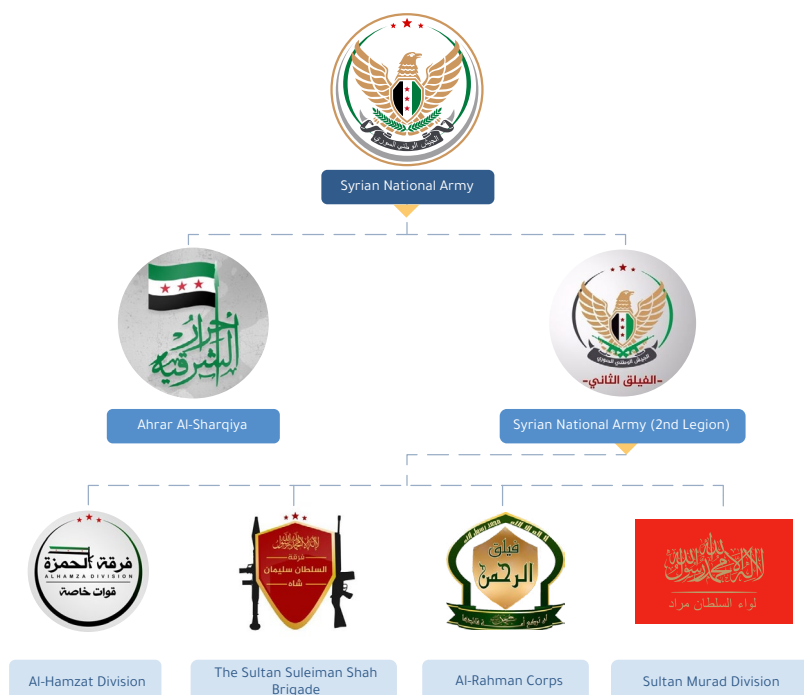 الجيش الوطني السوري
Syrian National Army
أحرار
الشرقية
الجيش الوطني السوري
-الفيلق الثاني-
Ahrar Al-Sharqiya
Syrian National Army (2nd Legion)
فرقة الحمزة
ALHAMZA DIVISION
قوات خاصة
لا إله إلا الله محمد رسول الله
فرقة
السلطان سليمان
شاه
فيلق
الرحمن
لا إله إلا الله محمد رسول الله
لواء السلطان مراد
Al-Hamzat Division
The Sultan Suleiman Shah
Brigade
Al-Rahman Corps
Sultan Murad Division